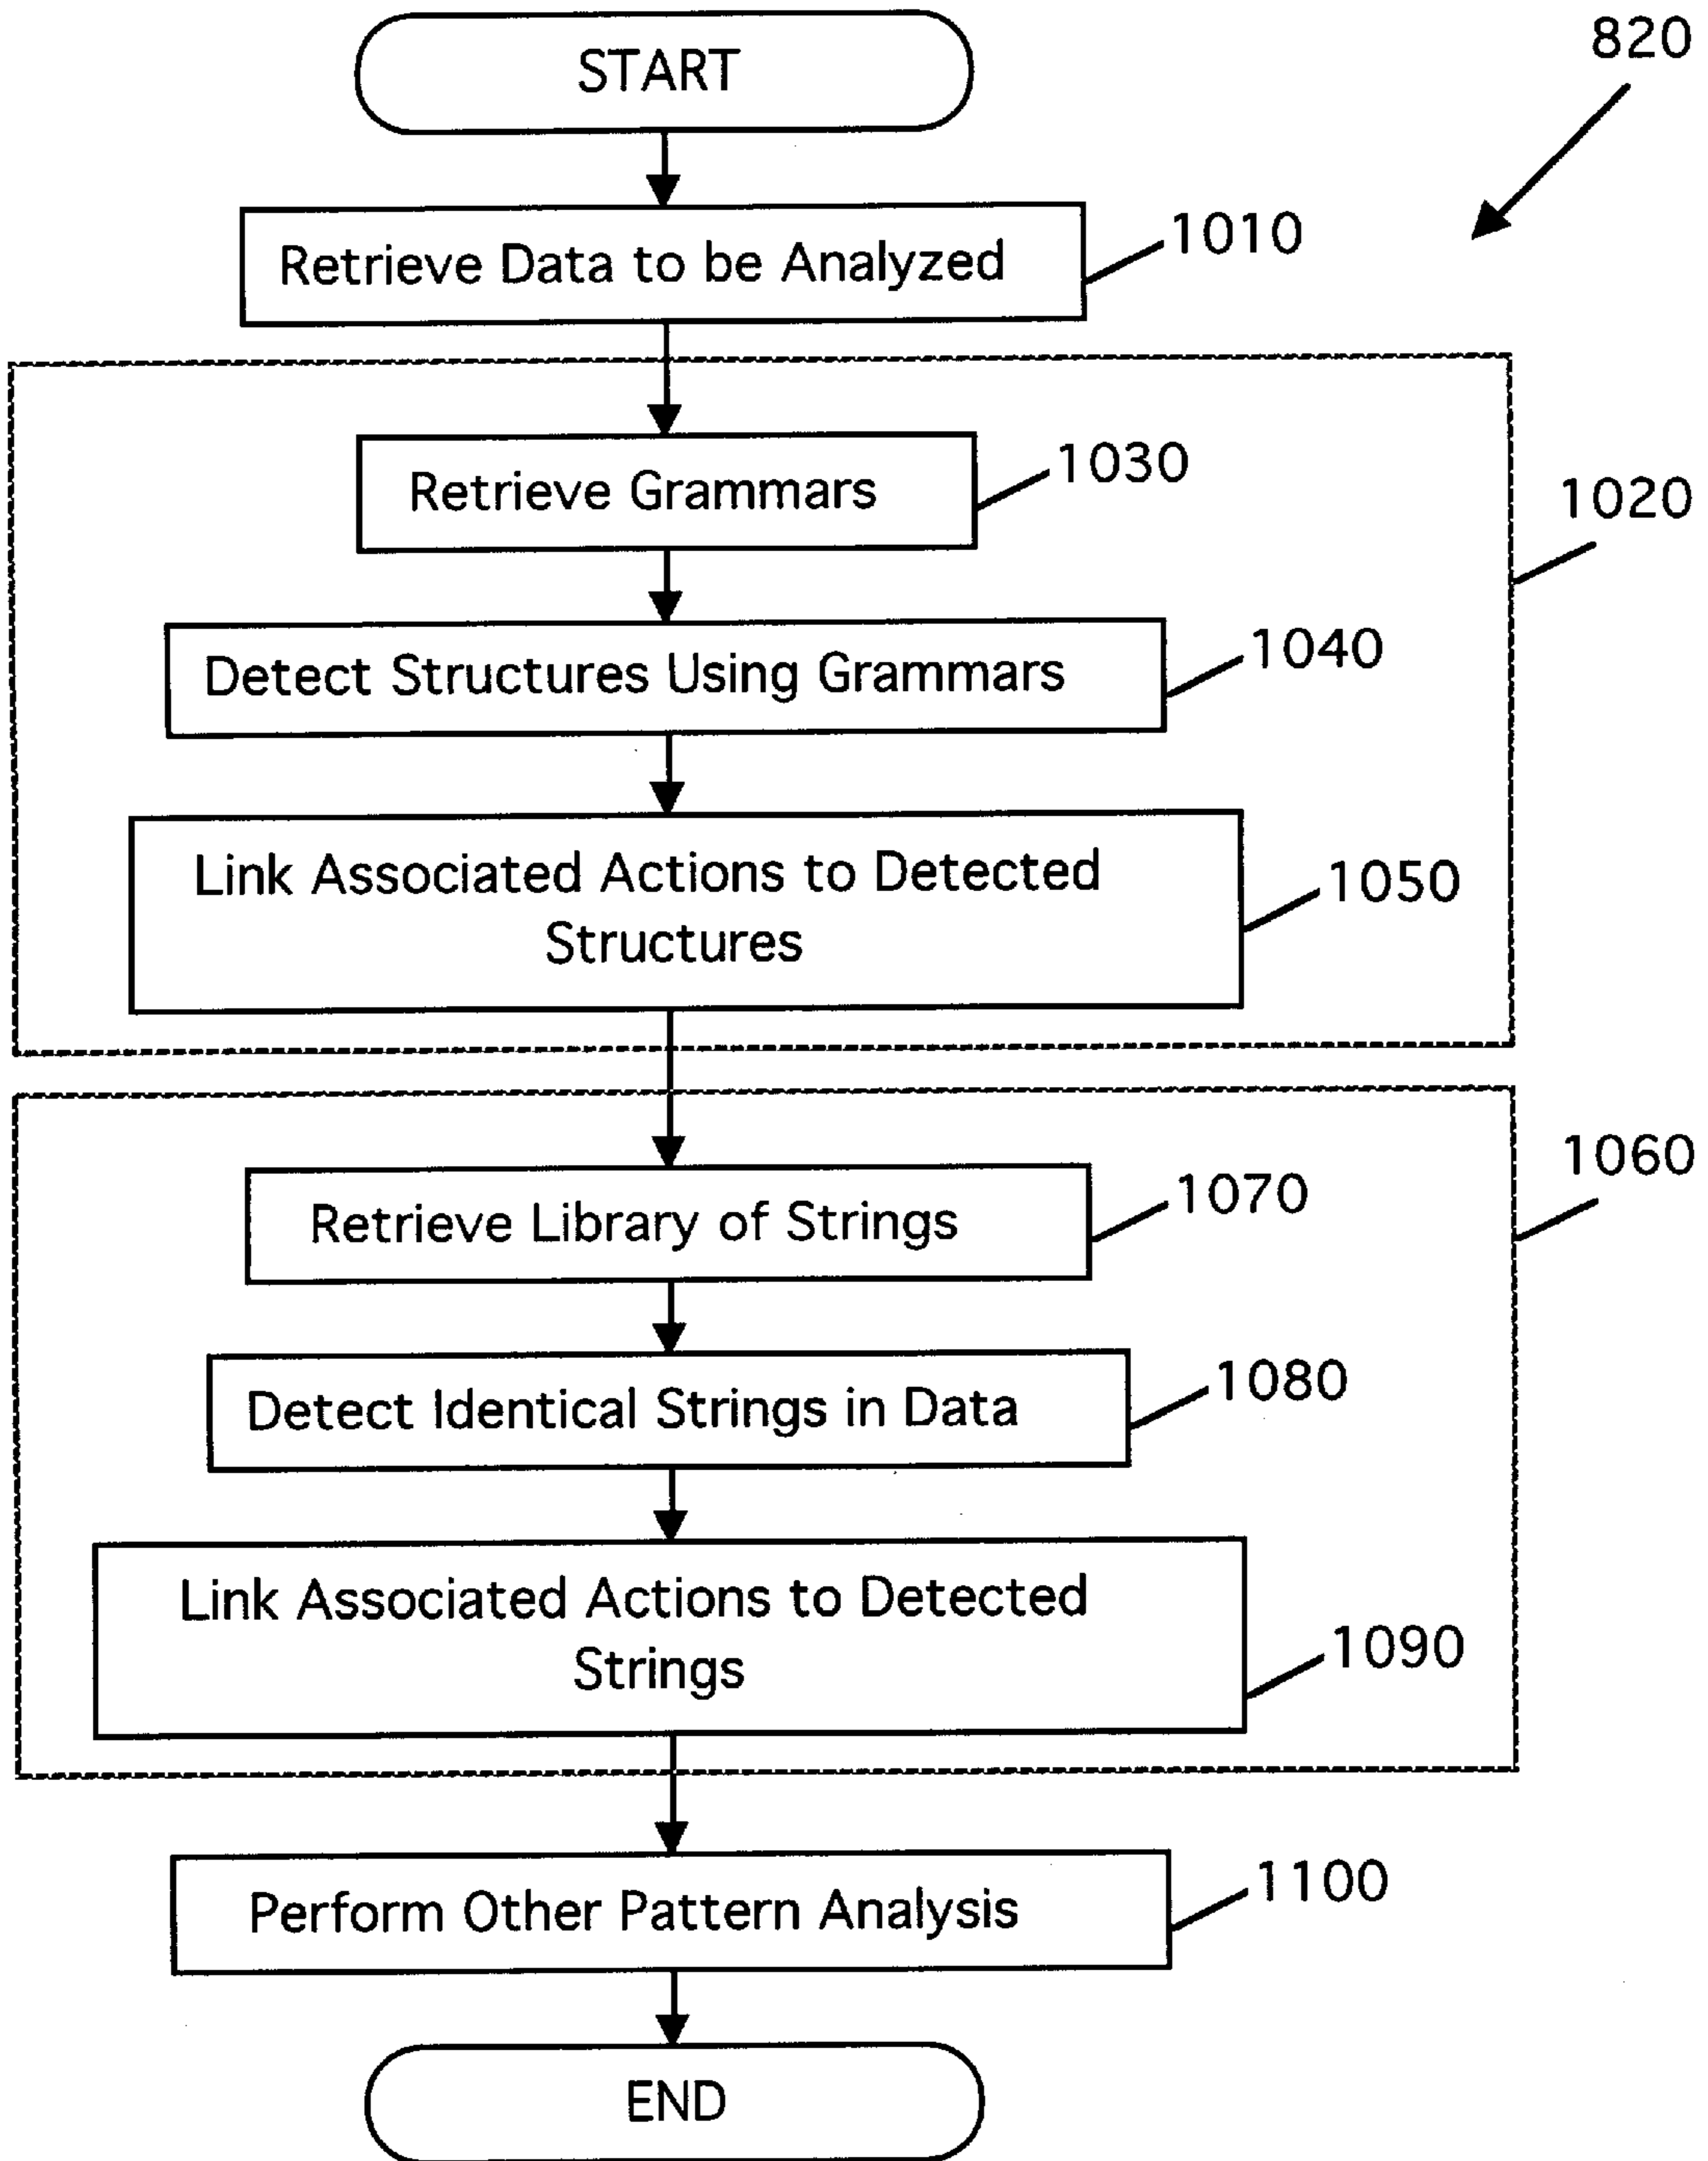 START
820
Retrieve Data to be Analyzed
1010
Retrieve Grammars
1030
1020
Detect Structures Using Grammars
1040
Link Associated Actions to Detected
Structures
1050
Retrieve Library of Strings
1070
1060
Detect Identical Strings in Data
1080
Link Associated Actions to Detected
Strings
1090
Perform Other Pattern Analysis
1100
END